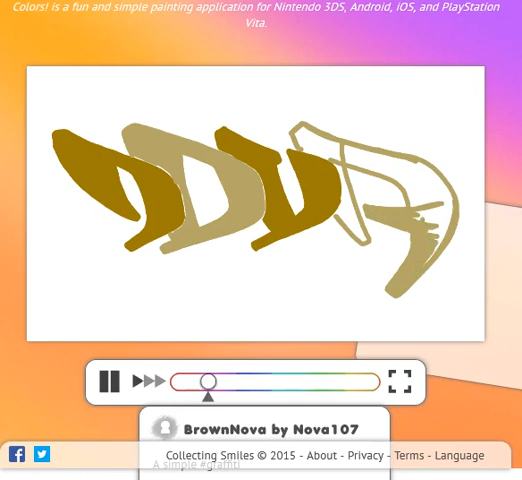 Colors! is a fun and simple painting application for Nintendo 3DS, Android, iOS, and PlayStation
Vita.
BrownNova by Nova107
Collecting Smiles © 2015 - About - Privacy - Terms - Language
A simple #graffiti